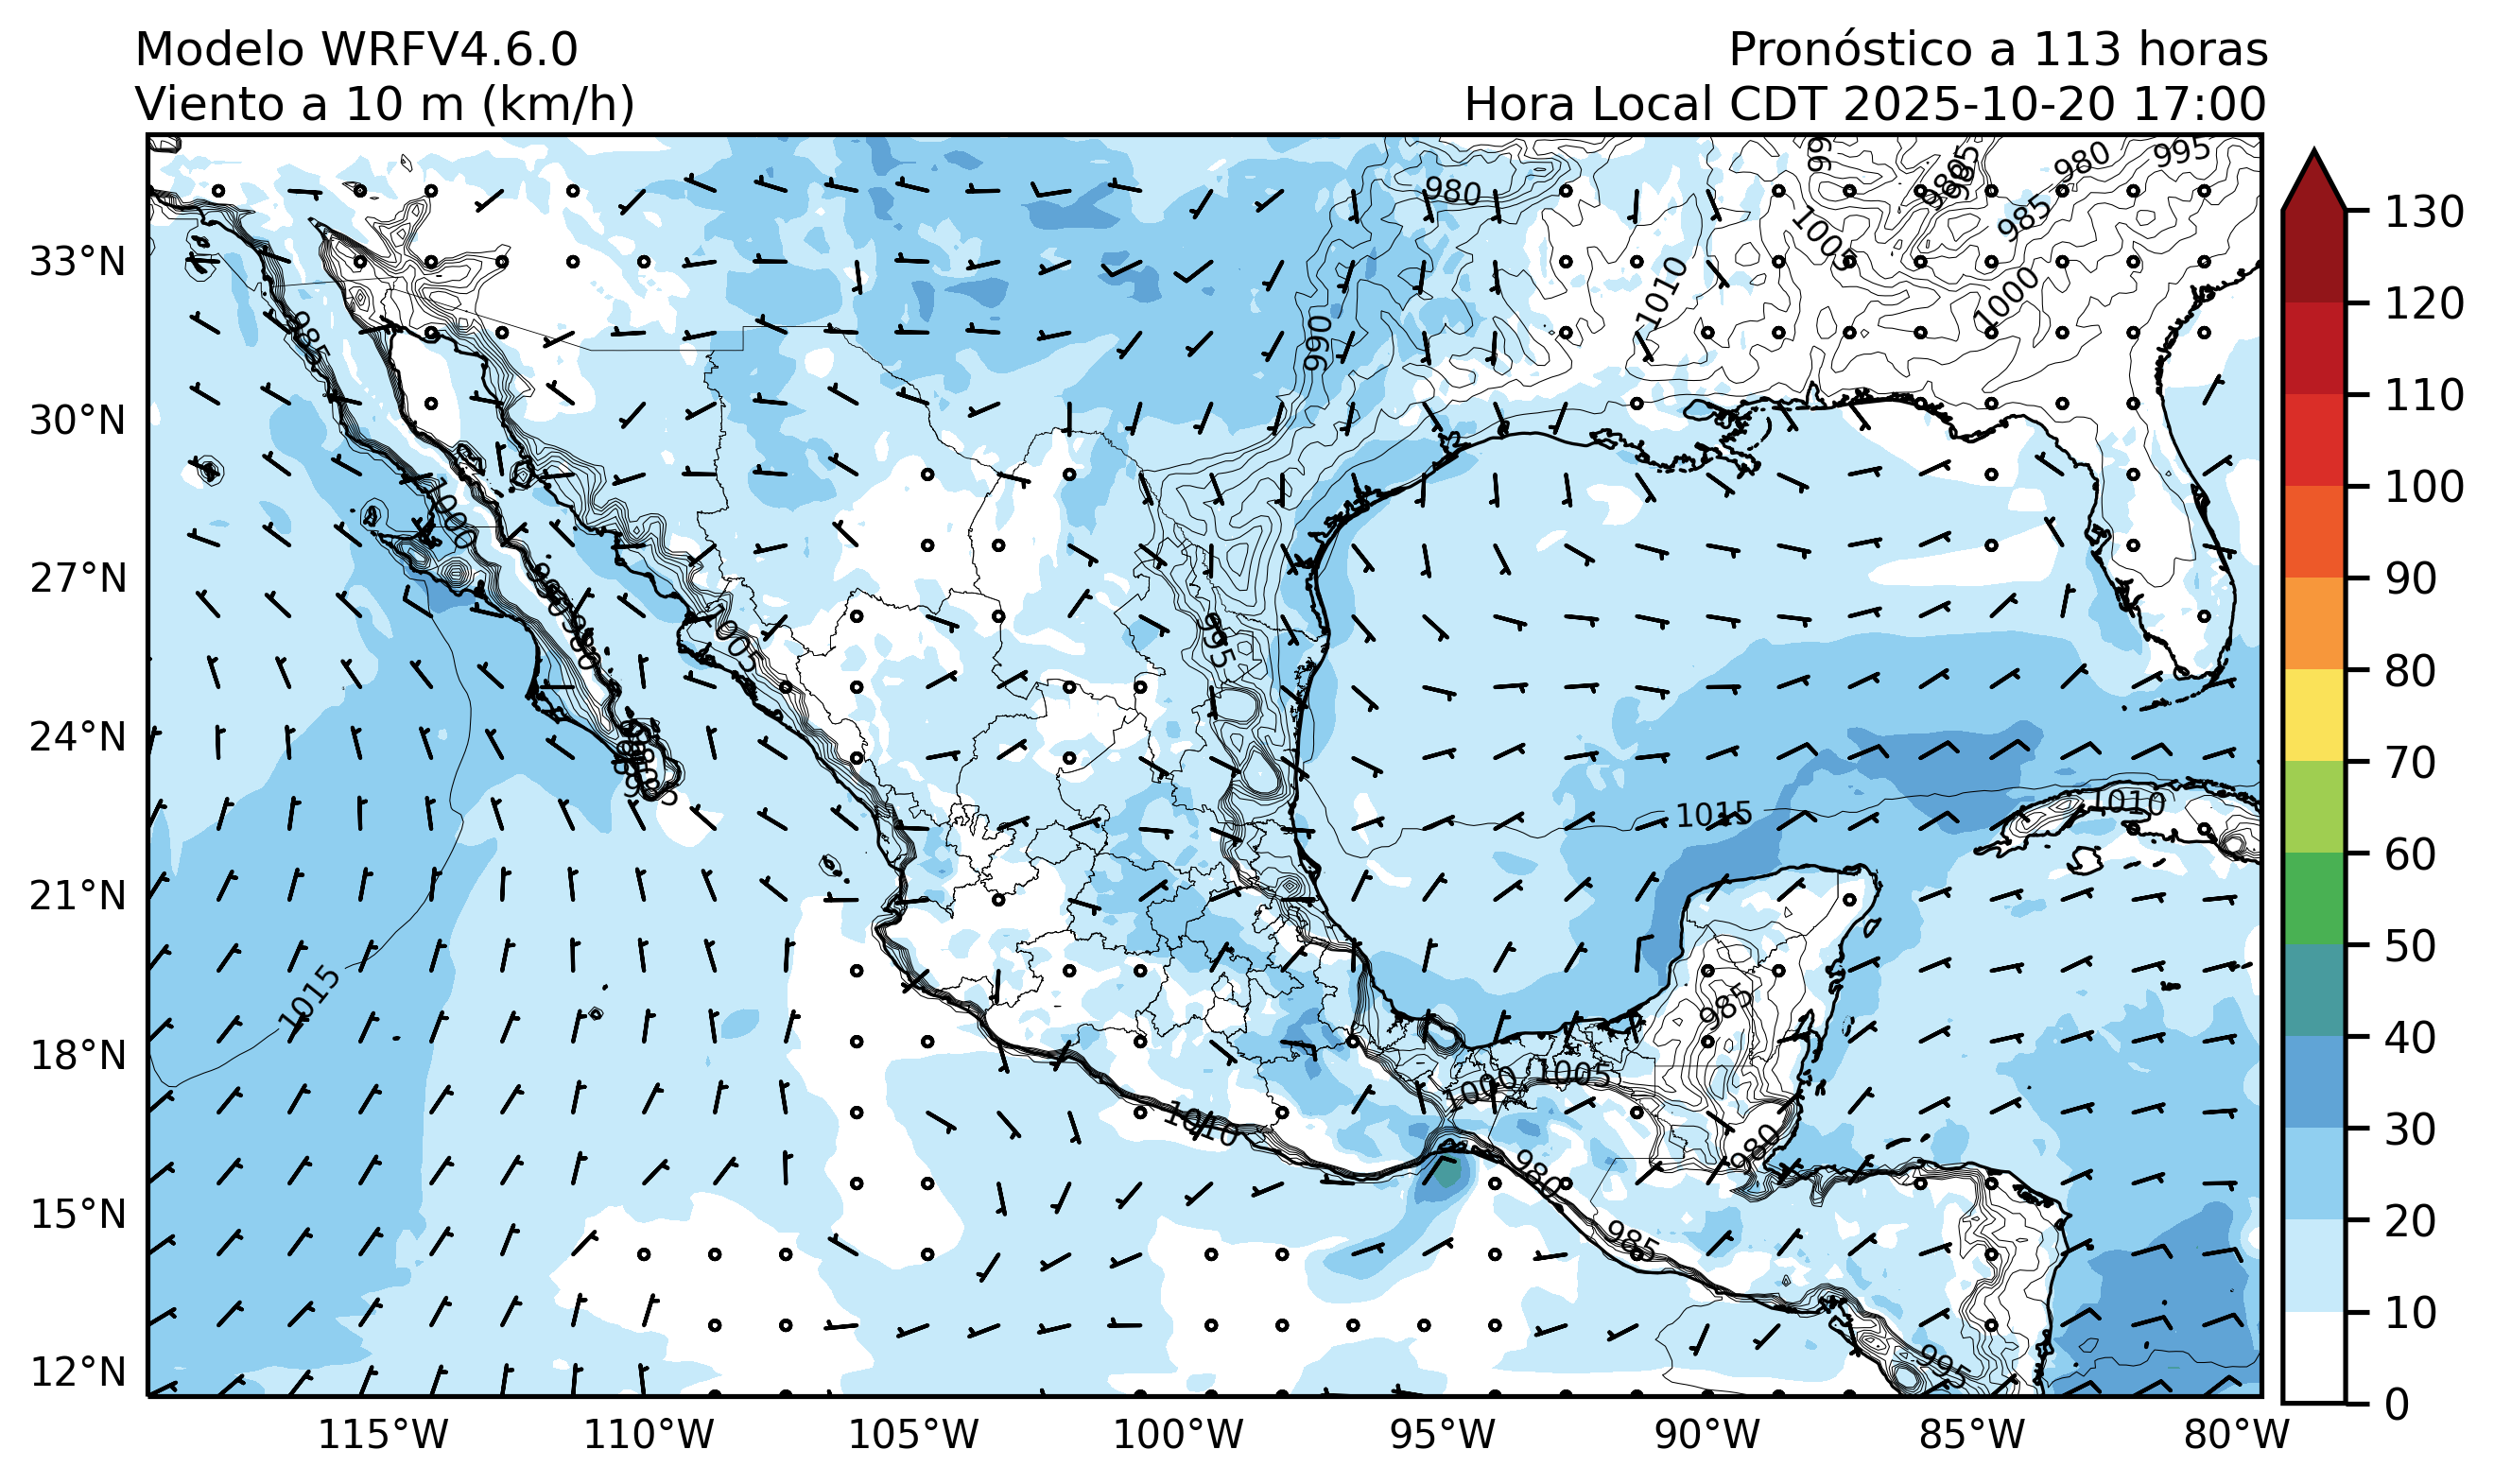 Modelo WRFV4.6.0
Viento a 10 m (km/h)
Pronóstico a 113 horas
Hora Local CDT 2025-10-20 17:00
33°N
30°N
27°N
24°N
21°N
18°N
15°N
12°N
115°W
110°W
105°W
100°W
95°W
90°W
85°W
80°W
130
120
110
100
90
80
70
60
50
40
30
20
10
0
980
980
995
985
1005
1010
1000
990
985
1000
995
1015
1010
1015
985
1000
1005
1010
980
980
985
995